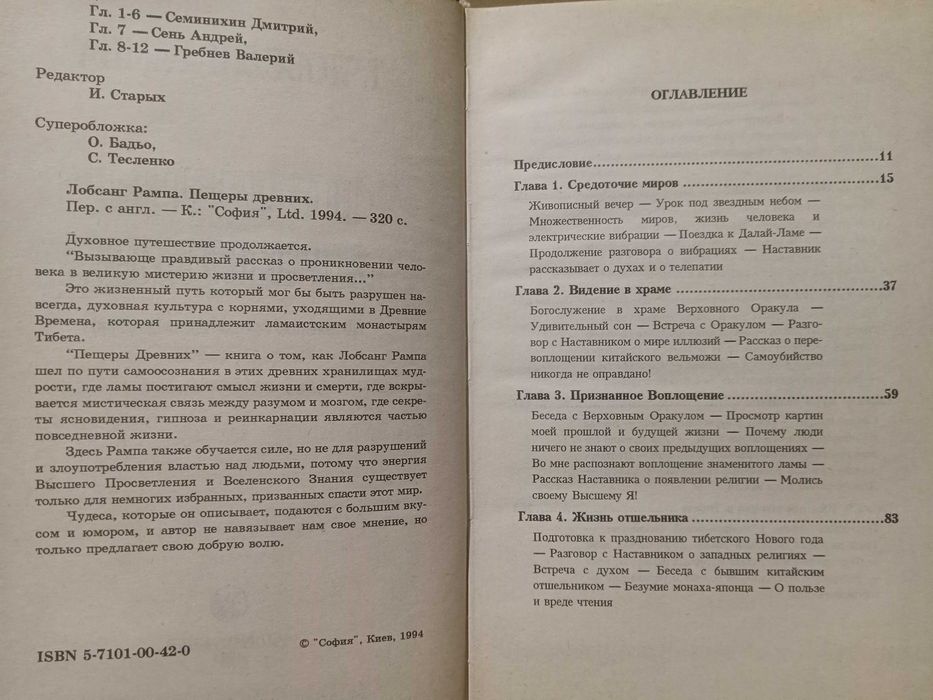 Гл. 1-6 — Семинихин Дмитрий,
Гл. 7 — Сень Андрей,
Гл. 8-12 — Гребнев Валерий
Редактор
И. Старых
Суперобложка:
О. Бадьо,
С. Тесленко
Лобсанг Рампа. Пещеры древних.
Пер. с англ. — К.: "София", Ltd. 1994. — 320 с.
Духовное путешествие продолжается.
"Вызывающе правдивый рассказ о проникновении чело-
века в великую мистерию жизни и просветления..."
Это жизненный путь который мог бы быть разрушен на-
всегда, духовная культура с корнями, уходящими в Древние
Времена, которая принадлежит ламаистским монастырям
Тибета.
"Пещеры Древних" — книга о том, как Лобсанг Рампа
шел по пути самоосознания в этих древних хранилищах муд-
рости, где ламы постигают смысл жизни и смерти, где вскры-
вается мистическая связь между разумом и мозгом, где секре-
ты ясновидения, гипноза и реинкарнации являются частью
повседневной жизни.
Здесь Рампа также обучается силе, но не для разрушений
и злоупотребления властью над людьми, потому что энергия
Высшего Просветления и Вселенского Знания существует
только для немногих избранных, призванных спасти этот мир.
Чудеса, которые он описывает, подаются с большим вку-
сом и юмором, и автор не навязывает нам свое мнение, но
только предлагает свою добрую волю.
ISBN 5-7101-00-42-0
© "София", Киев, 1994
ОГЛАВЛЕНИЕ
Предисловие.....11
Глава 1. Средоточие миров.....15
Живописный вечер — Урок под звездным небом —
Множественность миров, жизнь человека и
электрические вибрации — Поездка к Далай-Ламе —
— Продолжение разговора о вибрациях — Наставник
рассказывает о духах и о телепатии
Глава 2. Видение в храме.....37
Богослужение в храме Верховного Оракула —
Удивительный сон — Встреча с Оракулом — Разго-
вор с Наставником о мире иллюзий — Рассказ о пере-
воплощении китайского вельможи — Самоубийство
никогда не оправдано!
Глава 3. Признанное Воплощение.....59
Беседа с Верховным Оракулом — Просмотр картин
моей прошлой и будущей жизни — Почему люди
ничего не знают о своих предыдущих воплощениях —
Во мне распознают воплощение знаменитого ламы —
Рассказ Наставника о появлении религии — Молись
своему Высшему Я!
Глава 4. Жизнь отшельника.....83
Подготовка к празднованию тибетского Нового года
— Разговор с Наставником о западных религиях —
Встреча с духом — Беседа с бывшим китайским
отшельником — Безумие монаха-японца — О пользе
и вреде чтения